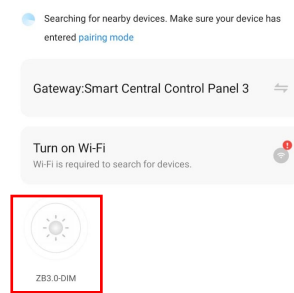 Searching for nearby devices. Make sure your device has
entered pairing mode
Gateway:Smart Central Control Panel 3
Turn on Wi-Fi
Wi-Fi is required to search for devices.
ZB3.0-DIM